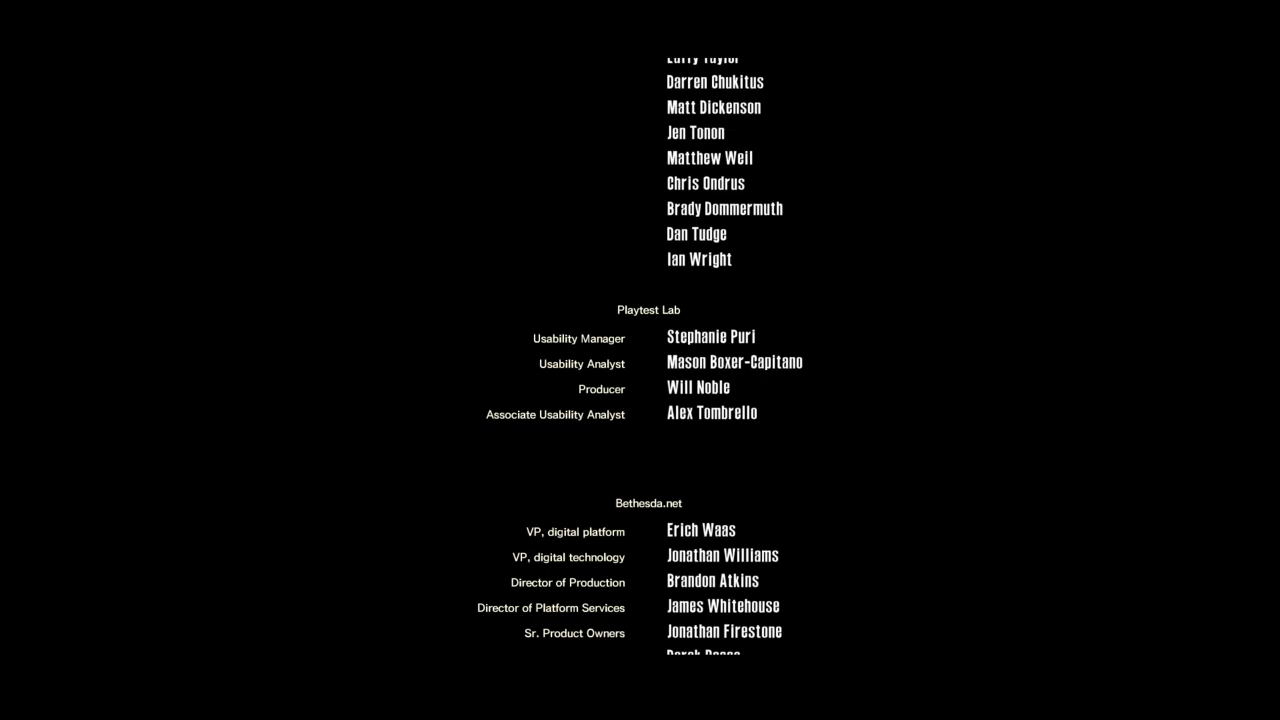 Darren Chukitus
Matt Dickenson
Jen Tonon
Matthew Weil
Chris Ondrus
Brady Dommermuth
Dan Tudge
Ian Wright
Playtest Lab
Usability Manager Stephanie Puri
Usability Analyst Mason Boxer-Capitano
Producer Will Noble
Associate Usability Analyst Alex Tombrello
Bethesda.net
VP, digital platform Erich Waas
VP, digital technology Jonathan Williams
Director of Production Brandon Atkins
Director of Platform Services James Whitehouse
Sr. Product Owners Jonathan Firestone